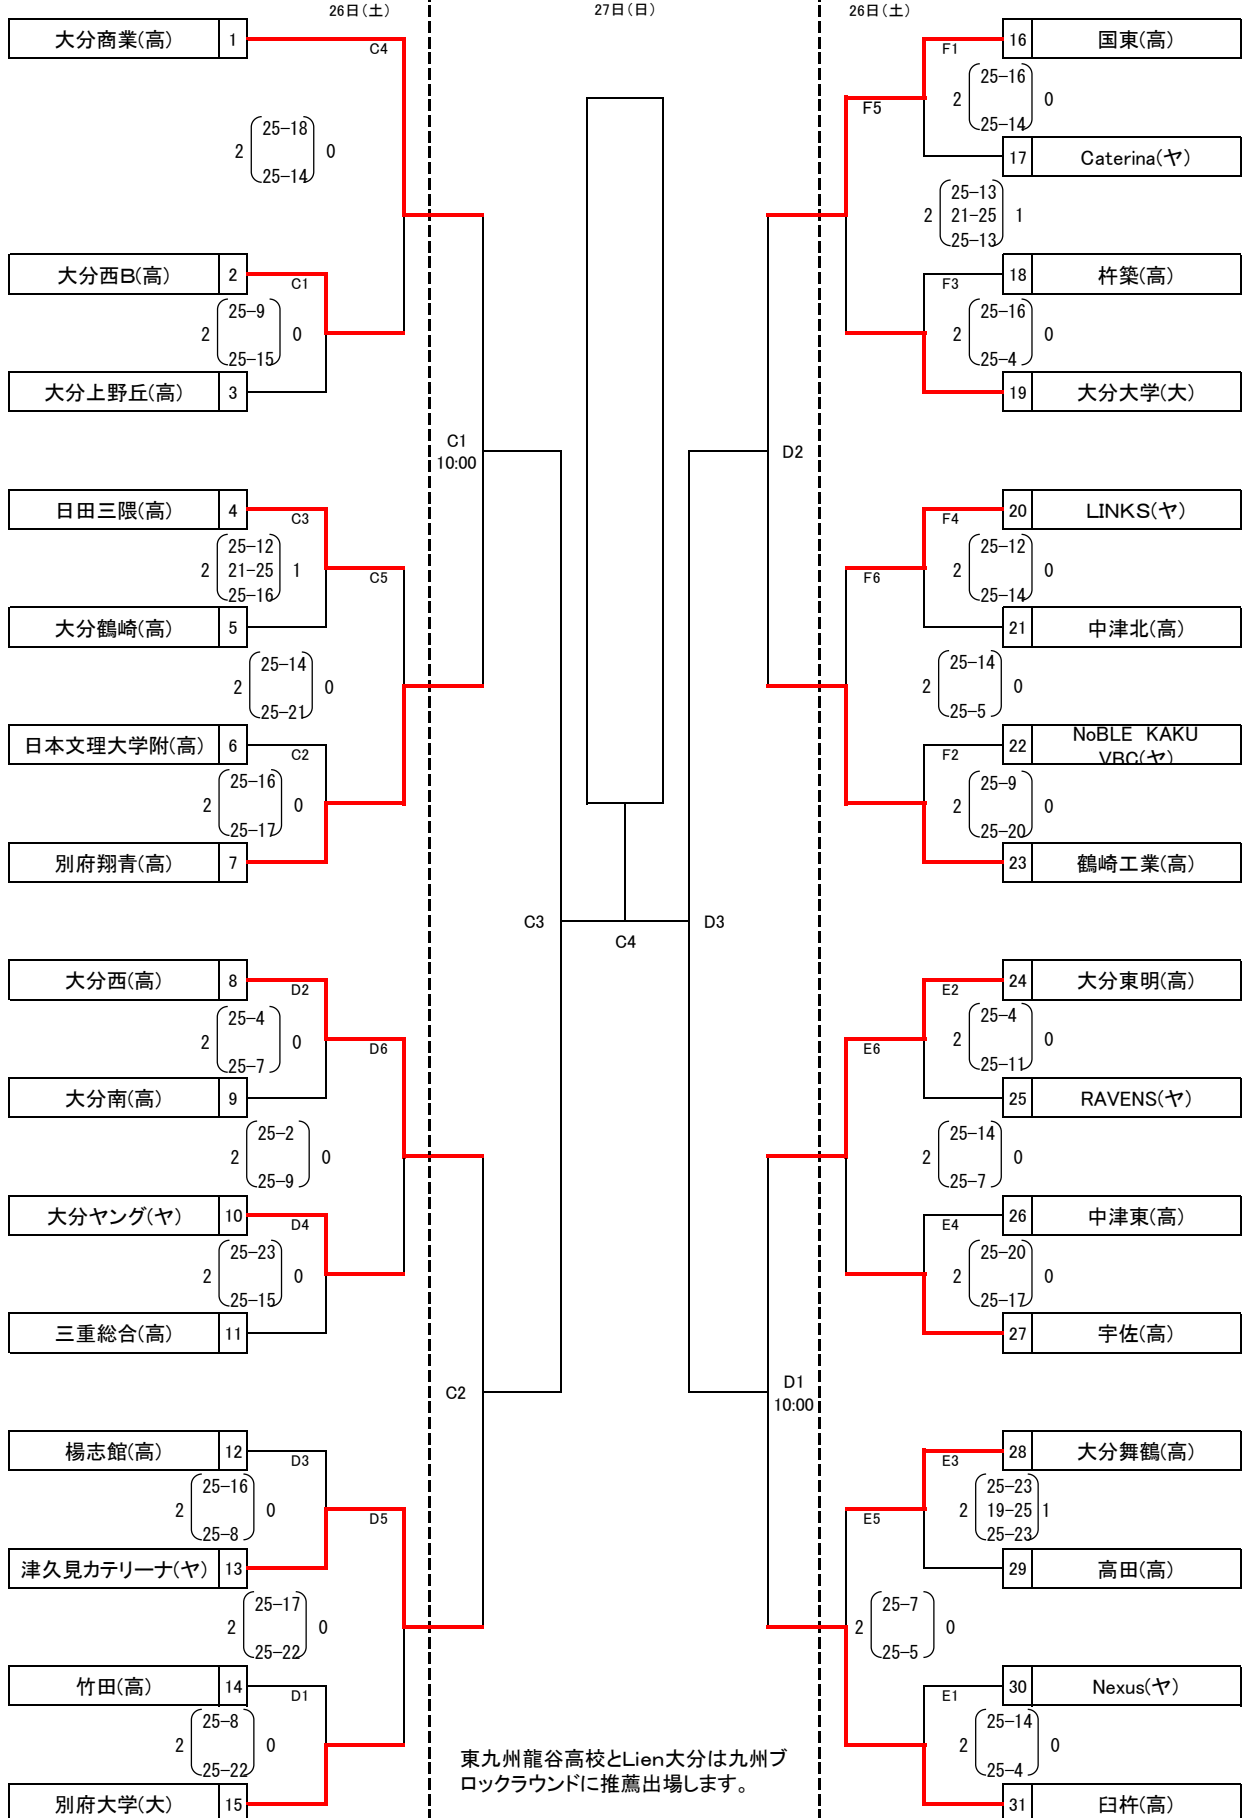 26日(土)
27日(日)
26日(土)
大分商業(高) 1
C4
2 25-18 0
25-14
大分西B(高) 2
C1
2 25-9 0
25-15
大分上野丘(高) 3
C1
10:00
日田三隈(高) 4
C3
25-12
2 21-25 1
25-16
C5
大分鶴崎(高) 5
2 25-14 0
25-21
日本文理大学附(高) 6
C2
2 25-16 0
25-17
別府翔青(高) 7
C3
C4
D3
大分西(高) 8
D2
2 25-4 0
25-7
D6
大分南(高) 9
2 25-2 0
25-9
大分ヤング(ヤ) 10
D4
2 25-23 0
25-15
三重総合(高) 11
C2
楊志館(高) 12
D3
2 25-16 0
25-8
D5
津久見カテリーナ(ヤ) 13
2 25-17 0
25-22
竹田(高) 14
D1
2 25-8 0
25-22
別府大学(大) 15
16 国東(高)
F1
2 25-16 0
25-14
F5
17 Caterina(ヤ)
25-13
2 21-25 1
25-13
18 杵築(高)
F3
2 25-16 0
25-4
19 大分大学(大)
D2
20 LINKS(ヤ)
F4
2 25-12 0
25-14
F6
21 中津北(高)
2 25-14 0
25-5
22 NoBLE KAKU
VBC(ヤ)
F2
2 25-9 0
25-20
23 鶴崎工業(高)
24 大分東明(高)
E2
2 25-4 0
25-11
E6
25 RAVENS(ヤ)
2 25-14 0
25-7
26 中津東(高)
E4
2 25-20 0
25-17
27 宇佐(高)
D1
10:00
28 大分舞鶴(高)
E3
25-23
2 19-25 1
25-23
E5
29 高田(高)
2 25-7 0
25-5
30 Nexus(ヤ)
E1
2 25-14 0
25-4
31 臼杵(高)
東九州龍谷高校とLien大分は九州ブ
ロックラウンドに推薦出場します。